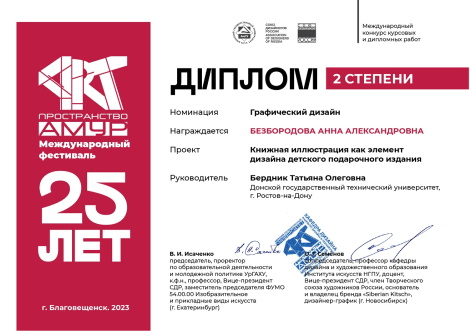 СОЮЗ
ДИЗАЙНЕРОВ
РОССИИ
ASSOCIATION
OF DESIGNERS
OF RUSSIA
Международный
конкурс курсовых
и дипломных работ
ДИПЛОМ 2 СТЕПЕНИ
Номинация Графический дизайн
Награждается БЕЗБОРОДОВА АННА АЛЕКСАНДРОВНА
Проект Книжная иллюстрация как элемент
дизайна детского подарочного издания
Руководитель Бердник Татьяна Олеговна
Донской государственный технический университет,
г. Ростов-на-Дону
ПРОСТРАНСТВО
АМУР
Международный
фестиваль
25
ЛЕТ
г. Благовещенск. 2023
В. И. Исаченко
председатель, проректор
по образовательной деятельности
и молодежной политике УрГАХУ,
к.ф.н., профессор, Вице-президент
СДР, заместитель председателя ФУМО
54.00.00 Изобразительное
и прикладные виды искусств
(г. Екатеринбург)
Семенов
председатель, профессор кафедры
дизайна и художественного образования
института искусств НГПУ, доцент,
Вице-президент СДР, член Творческого
союза художников России, основатель
и владелец бренда «Siberian Kitsch»,
дизайнер-график (г. Новосибирск)